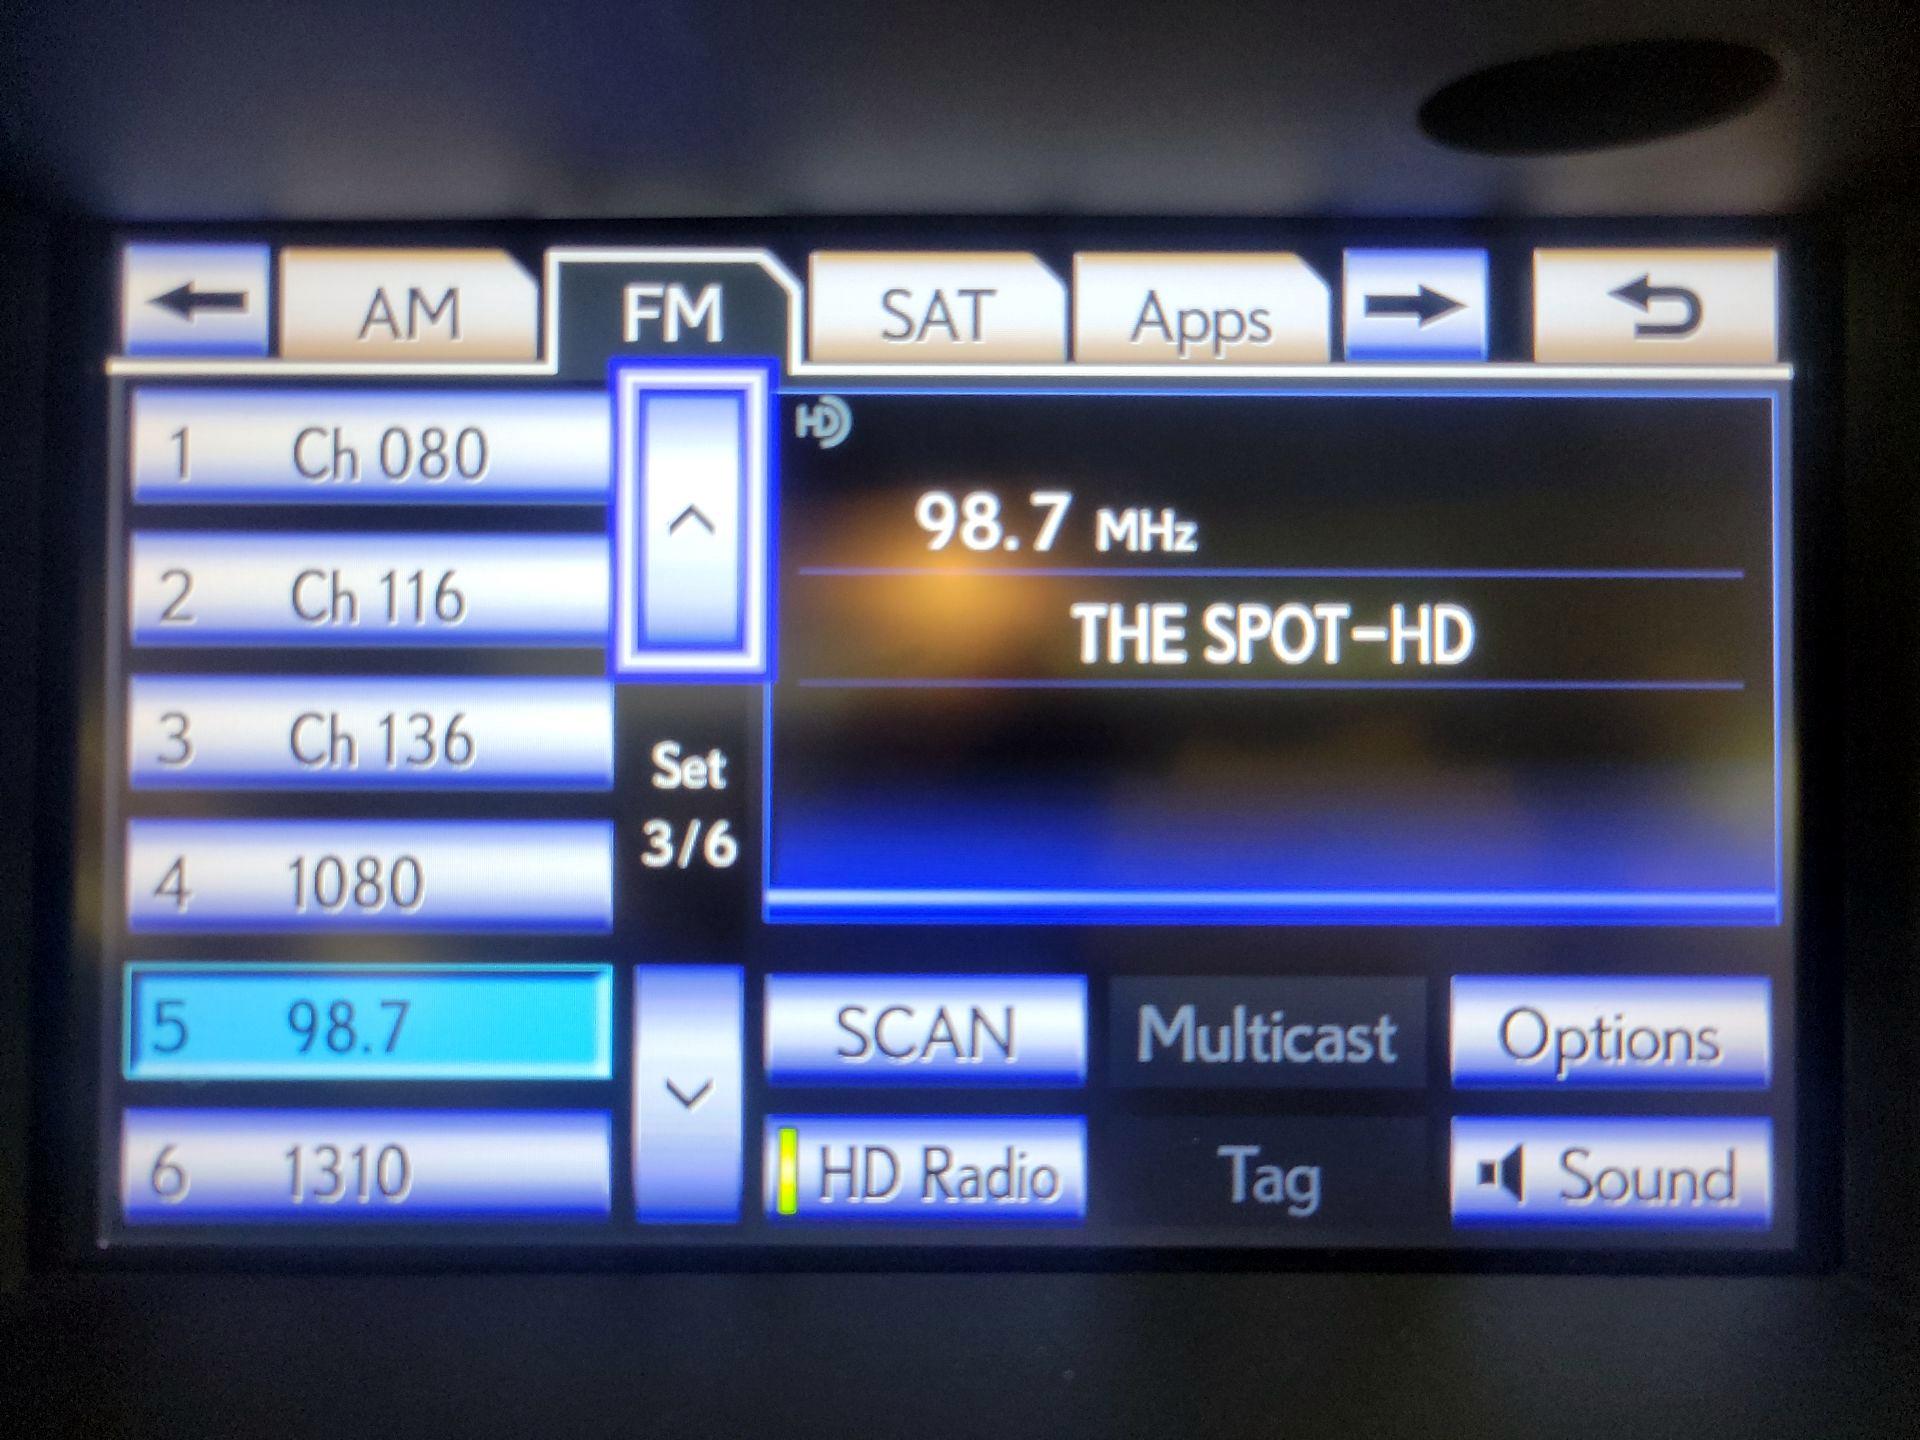 AM FM SAT Apps
1 Ch 080
2 Ch 116
3 Ch 136
4 1080
5 98.7
6 1310
Set
3/6
HD
98.7 MHz
THE SPOT-HD
SCAN Multicast Options
HD Radio Tag Sound